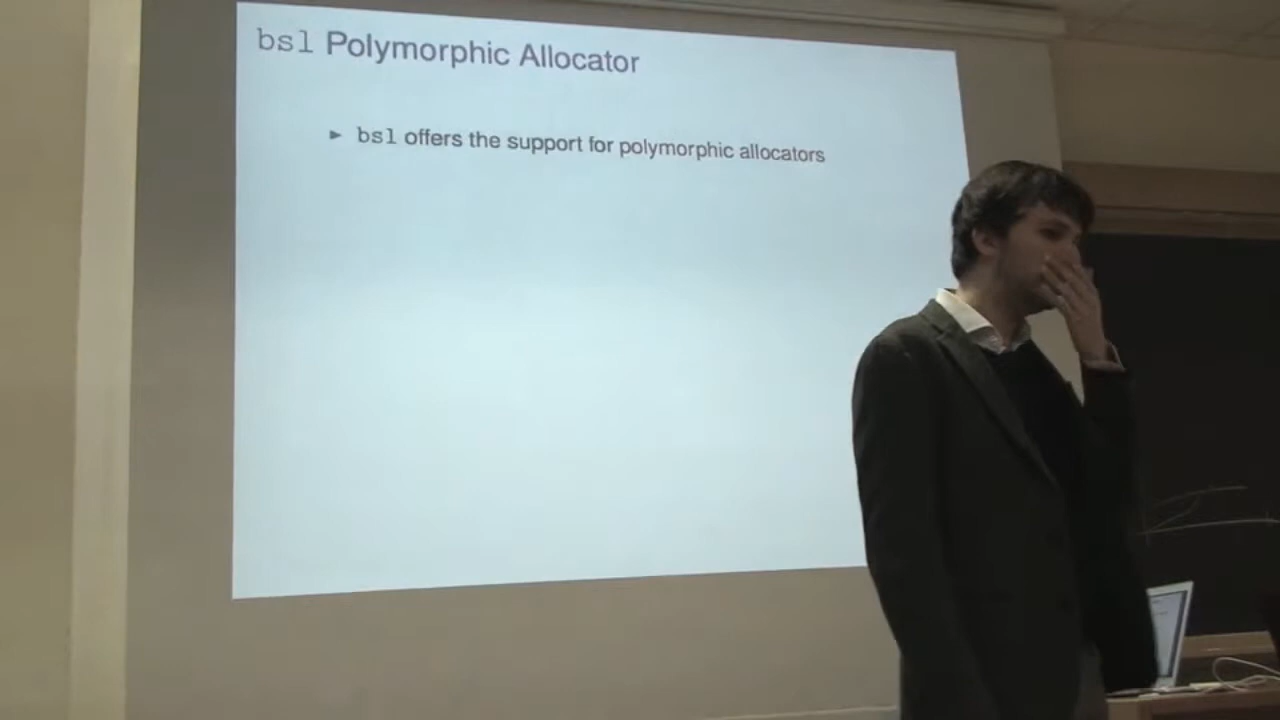 bsl Polymorphic Allocator
► bsl offers the support for polymorphic allocators